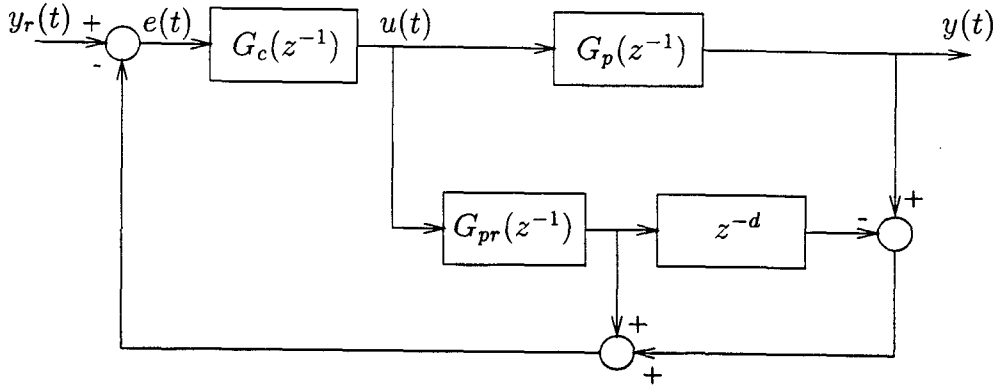 y_r(t) + e(t) G_c(z^{-1}) u(t) G_p(z^{-1}) y(t)
-
+
G_{pr}(z^{-1}) z^{-d} -
+
+